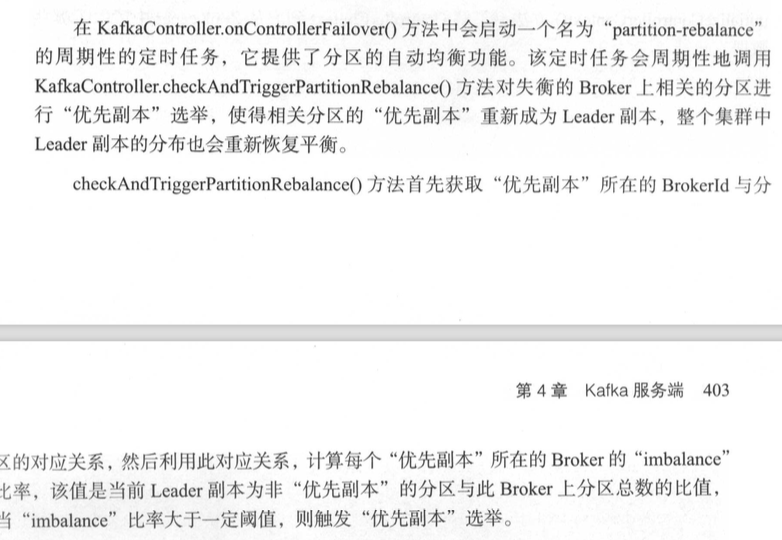 在 KafkaController.onControllerFailover() 方法中会启动一个名为“partition-rebalance”
的周期性的定时任务，它提供了分区的自动均衡功能。该定时任务会周期性地调用
KafkaController.checkAndTriggerPartitionRebalance() 方法对失衡的 Broker 上相关的分区进
行“优先副本”选举，使得相关分区的“优先副本”重新成为 Leader 副本，整个集群中
Leader 副本的分布也会重新恢复平衡。
checkAndTriggerPartitionRebalance() 方法首先获取“优先副本”所在的 BrokerId 与分
第 4 章 Kafka 服务端 403
区的对应关系，然后利用此对应关系，计算每个“优先副本”所在的 Broker 的“imbalance”
比率，该值是当前 Leader 副本为非“优先副本”的分区与此 Broker 上分区总数的比值，
当“imbalance”比率大于一定阈值，则触发“优先副本”选举。